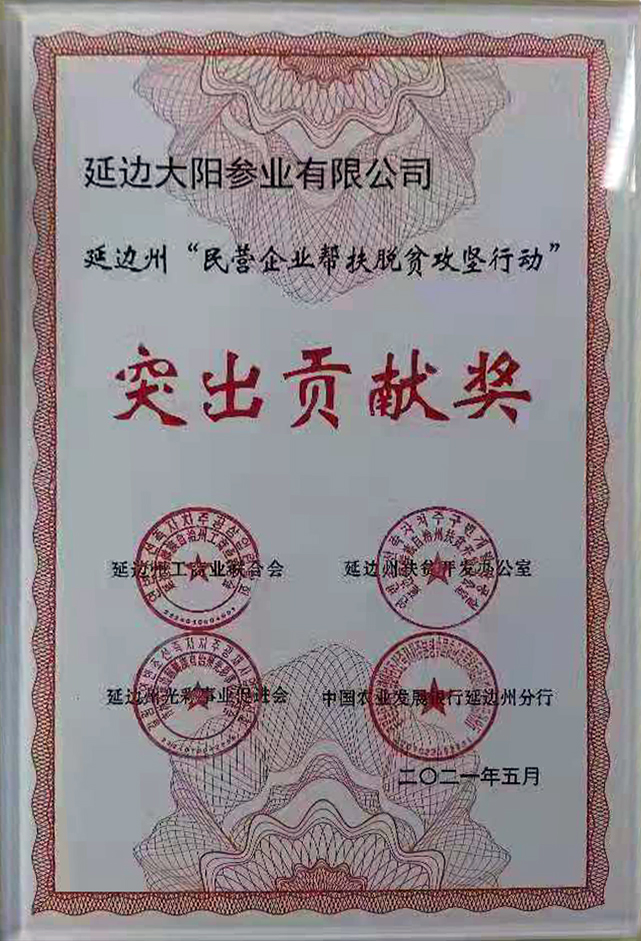 延边大阳参业有限公司
延边州“民营企业帮扶脱贫攻坚行动”
突出贡献奖
延边州工商业联合会
延边州扶贫开发办公室
延边州光彩事业促进会
中国农业发展银行延边州分行
二〇二一年五月